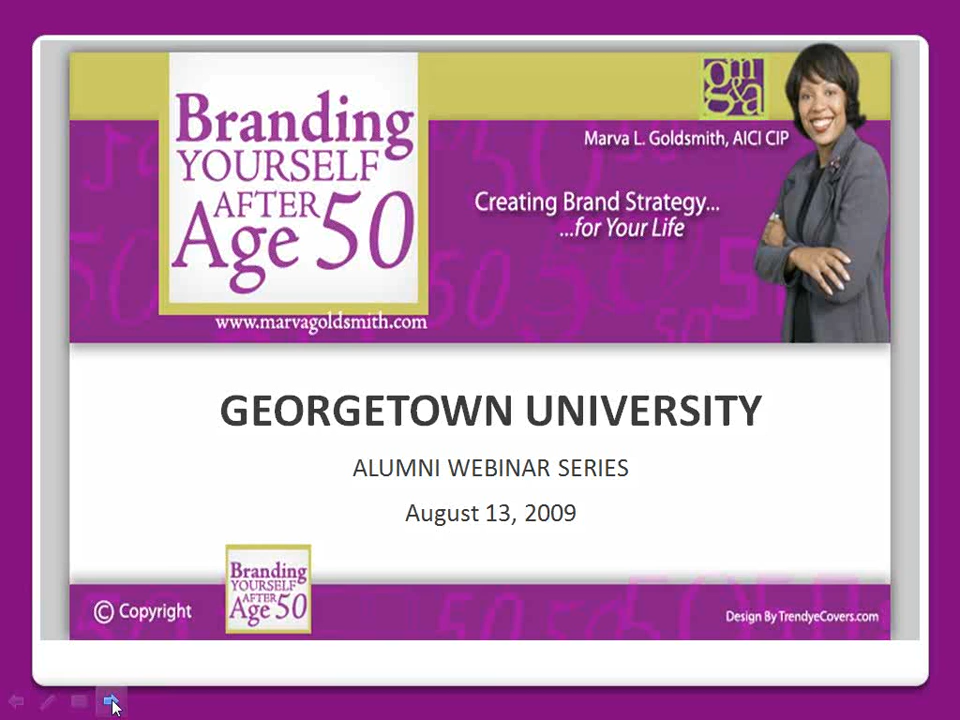 Branding
YOURSELF
AFTER
Age 50
www.marvagoldsmith.com
gm
g&a
Marva L. Goldsmith, AICI CIP
Creating Brand Strategy...
...for Your Life
GEORGETOWN UNIVERSITY
ALUMNI WEBINAR SERIES
August 13, 2009
© Copyright
Branding
YOURSELF
AFTER
Age 50
Design By TrendyeCovers.com